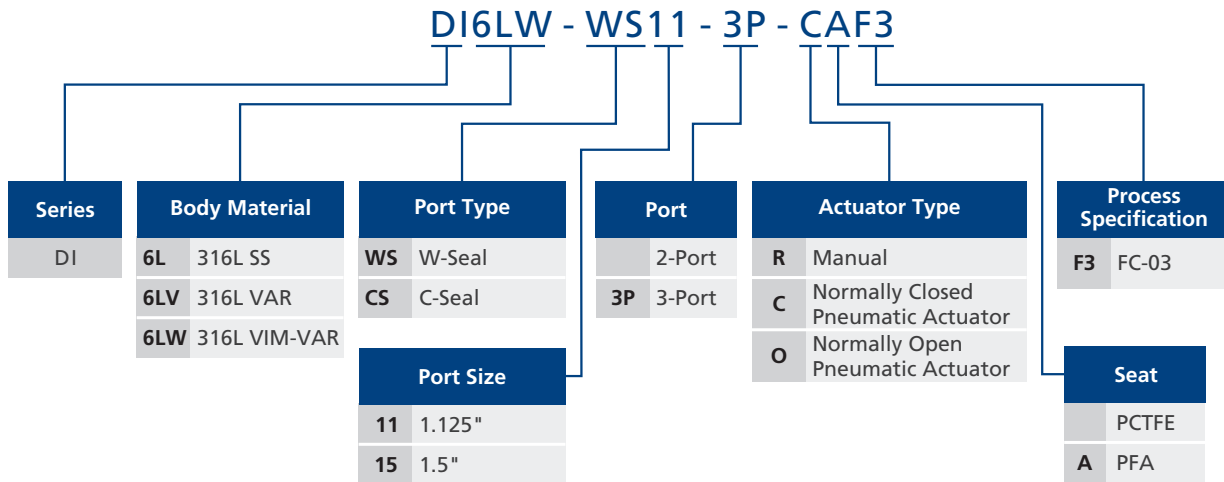 DI6LW - WS11 - 3P - CAF3
Series
DI
Body Material
6L 316L SS
6LV 316L VAR
6LW 316L VIM-VAR
Port Type
WS W-Seal
CS C-Seal
Port Size
11 1.125"
15 1.5"
Port
2-Port
3P 3-Port
Actuator Type
R Manual
C Normally Closed
Pneumatic Actuator
O Normally Open
Pneumatic Actuator
Process
Specification
F3 FC-03
Seat
PCTFE
A PFA